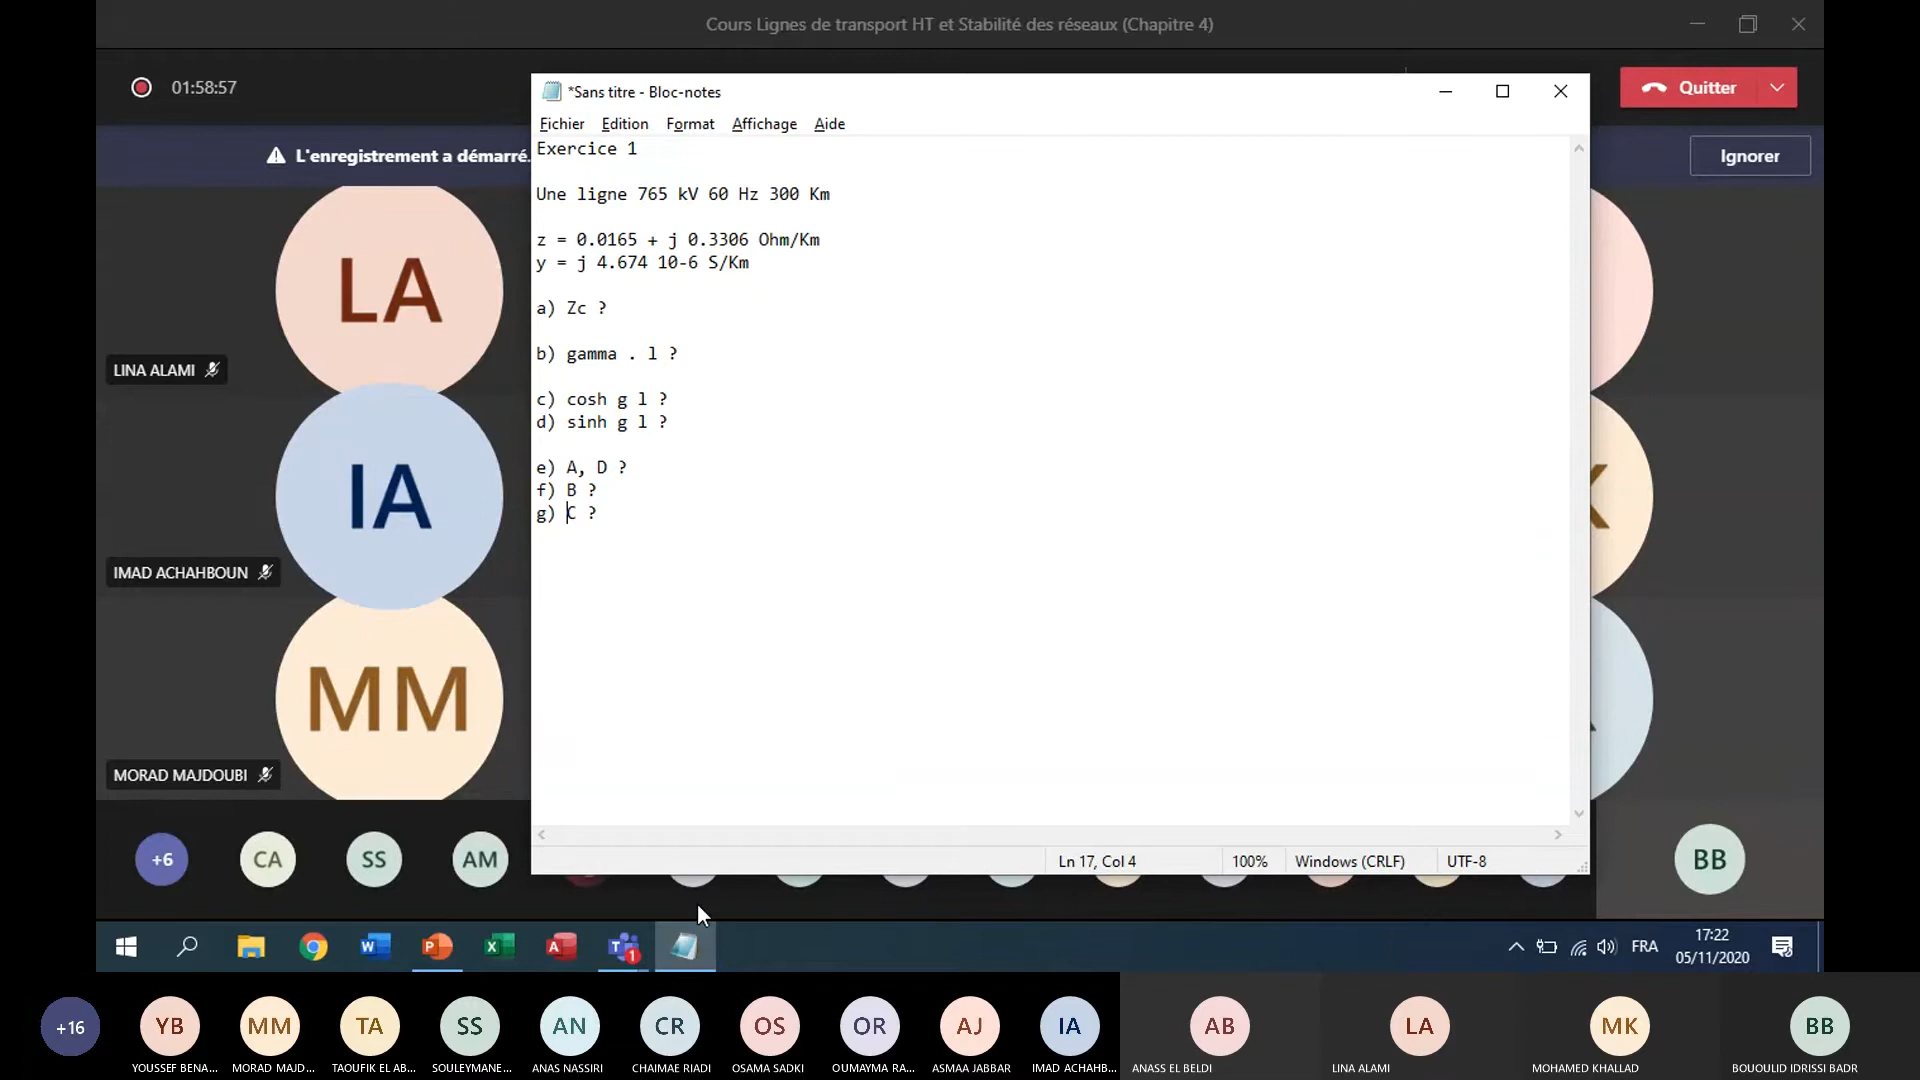 Cours Lignes de transport HT et Stabilité des réseaux (Chapitre 4)
01:58:57
*Sans titre - Bloc-notes
Quitter
Fichier Edition Format Affichage Aide
L'enregistrement a démarré.
Ignorer
Exercice 1
Une ligne 765 kV 60 Hz 300 Km
z = 0.0165 + j 0.3306 Ohm/Km
y = j 4.674 10-6 S/Km
a) Zc ?
b) gamma . l ?
c) cosh g l ?
d) sinh g l ?
e) A, D ?
f) B ?
g) C ?
LA
LINA ALAMI
IA
K
IMAD ACHAHBOUN
MM
MORAD MAJDOUBI
+6 CA SS AM
BB
Ln 17, Col 4 100% Windows (CRLF) UTF-8
1
FRA
17:22
05/11/2020
+16 YB MM TA SS AN CR OS OR AJ IA AB LA MK BB
YOUSSEF BENA... MORAD MAJD... TAOUFIK EL AB... SOULEYMANE... ANAS NASSIRI CHAIMAE RIADI OSAMA SADKI OUMAYMA RA... ASMAA JABBAR IMAD ACHAHB... ANASS EL BELDI LINA ALAMI MOHAMED KHALLAD BOUOULID IDRISSI BADR